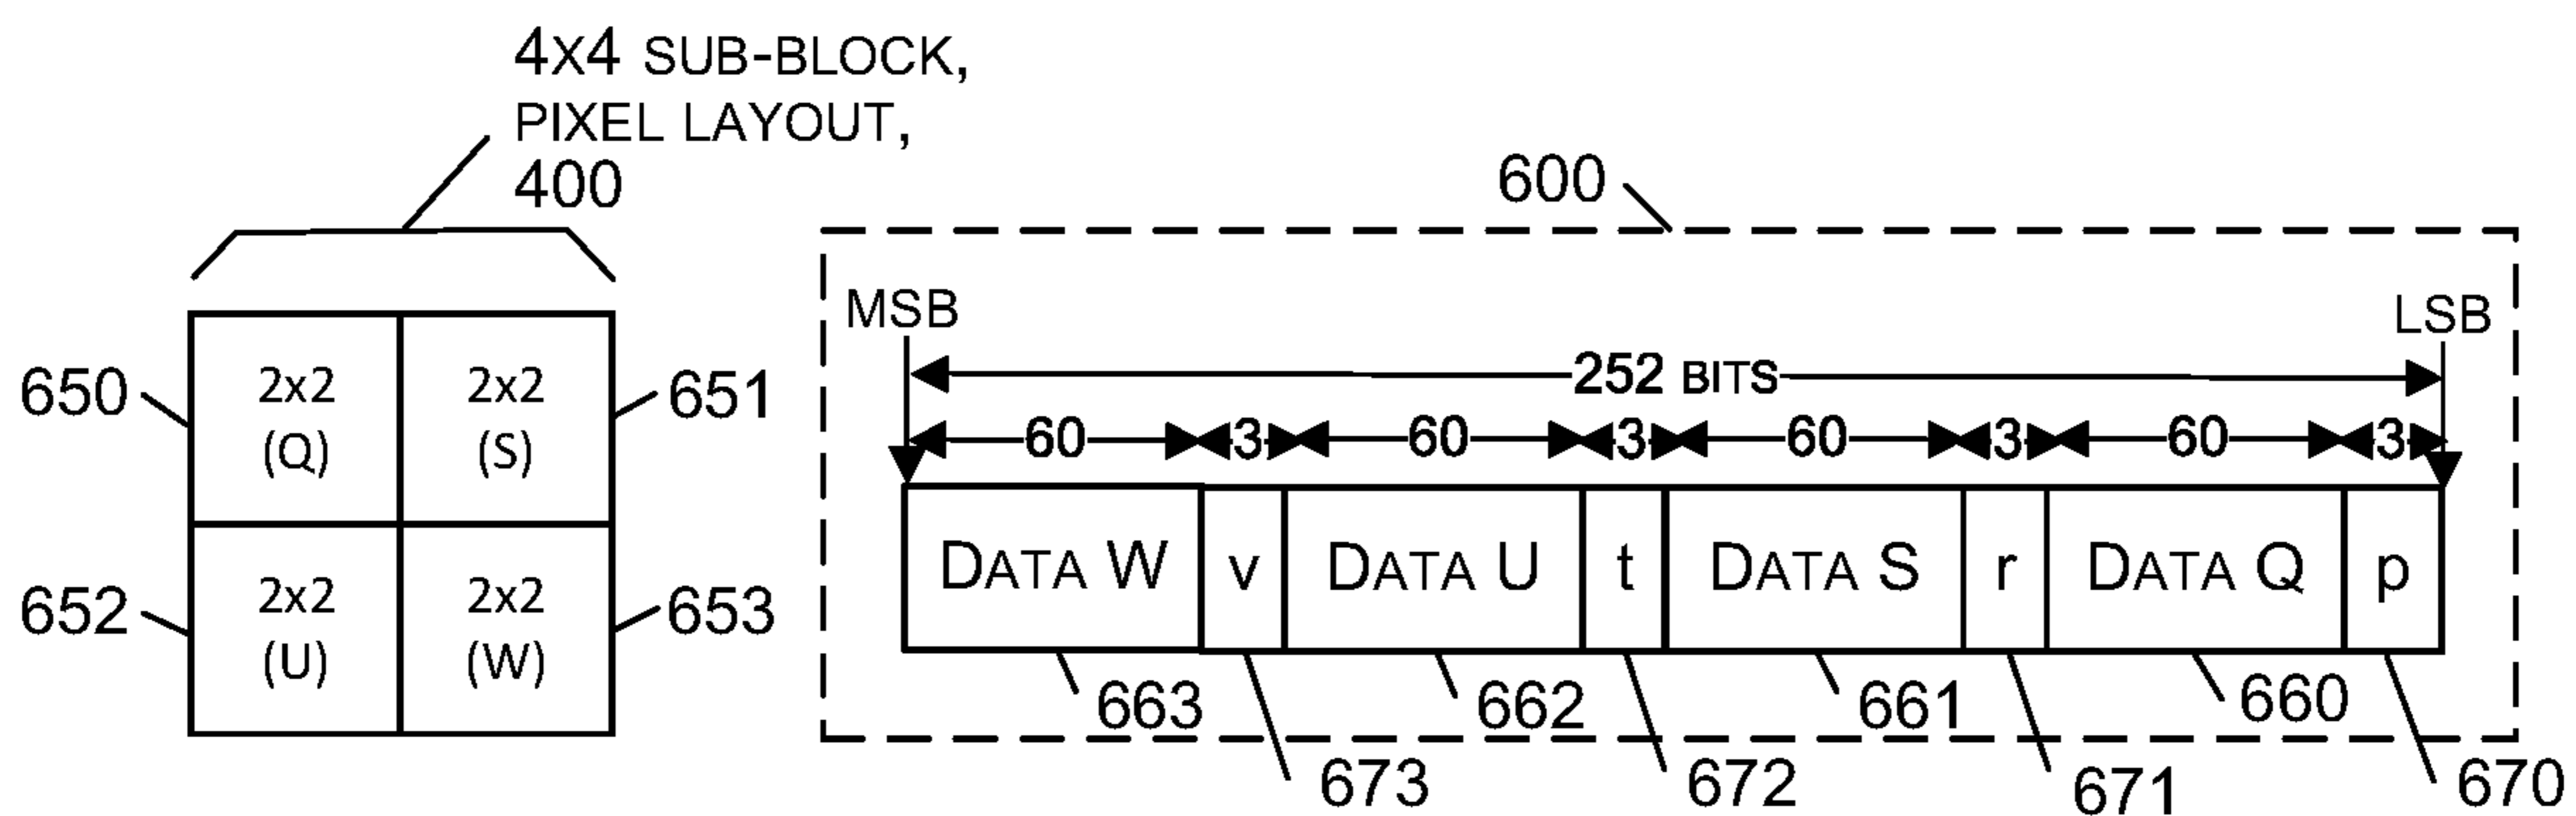 4X4 SUB-BLOCK,
PIXEL LAYOUT,
400
600
MSB
LSB
252 BITS
650
2x2
(Q)
2x2
(S)
651
60
3
60
3
60
3
60
3
DATA W
v
DATA U
t
DATA S
r
DATA Q
p
652
2x2
(U)
2x2
(W)
653
663
662
661
660
673
672
671
670